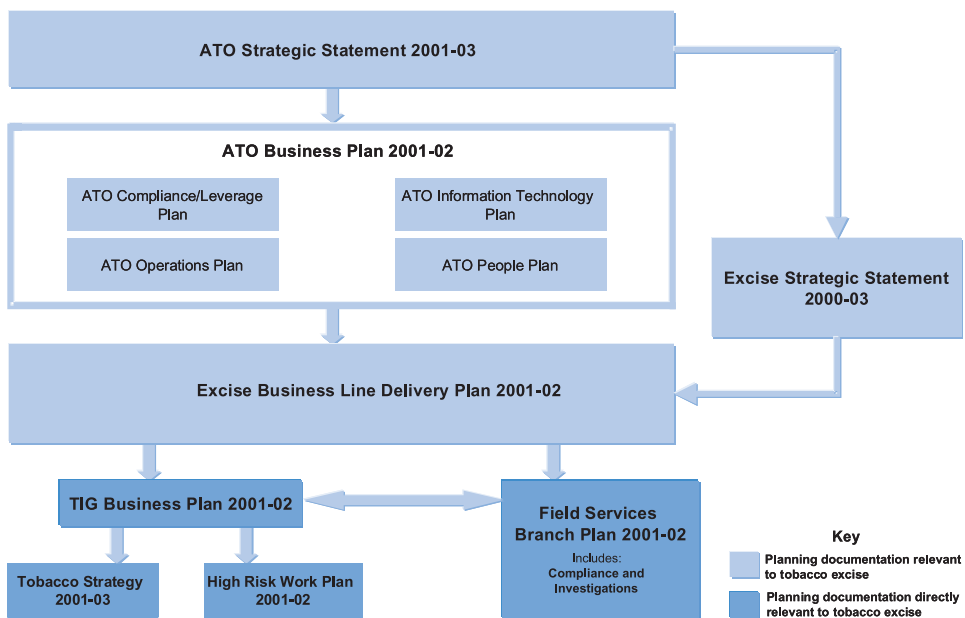 ATO Strategic Statement 2001-03
ATO Business Plan 2001-02
ATO Compliance/Leverage
Plan
ATO Information Technology
Plan
ATO Operations Plan
ATO People Plan
Excise Strategic Statement
2000-03
Excise Business Line Delivery Plan 2001-02
TIG Business Plan 2001-02
Field Services
Branch Plan 2001-02
Includes:
Compliance and
Investigations
Tobacco Strategy
2001-03
High Risk Work Plan
2001-02
Key
Planning documentation relevant
to tobacco excise
Planning documentation directly
relevant to tobacco excise